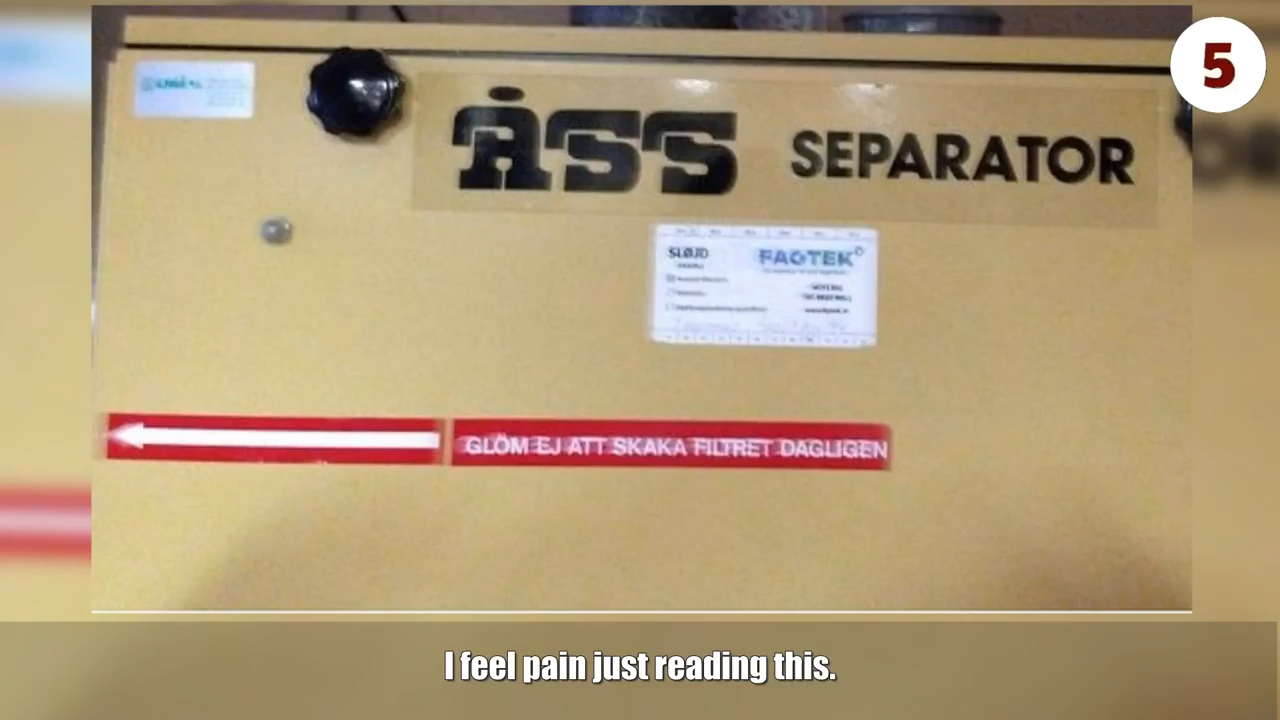 5
ÅSS SEPARATOR
SLØJD
FAGTEK
GLÖM EJ ATT SKAKA FILTRET DAGLIGEN
I feel pain just reading this.